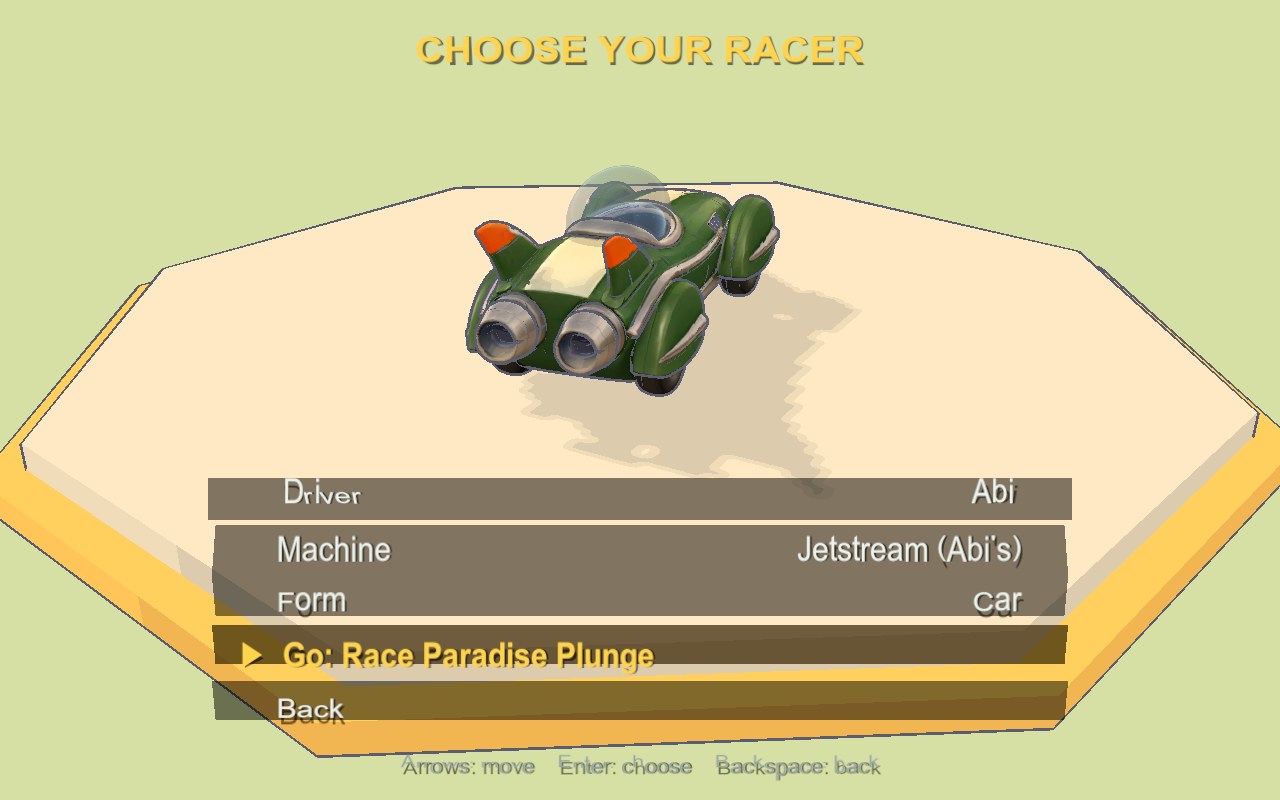 CHOOSE YOUR RACER
Driver Abi
Machine Jetstream (Abi's)
Form Car
Go: Race Paradise Plunge
Back
Arrows: move Enter: choose Backspace: back